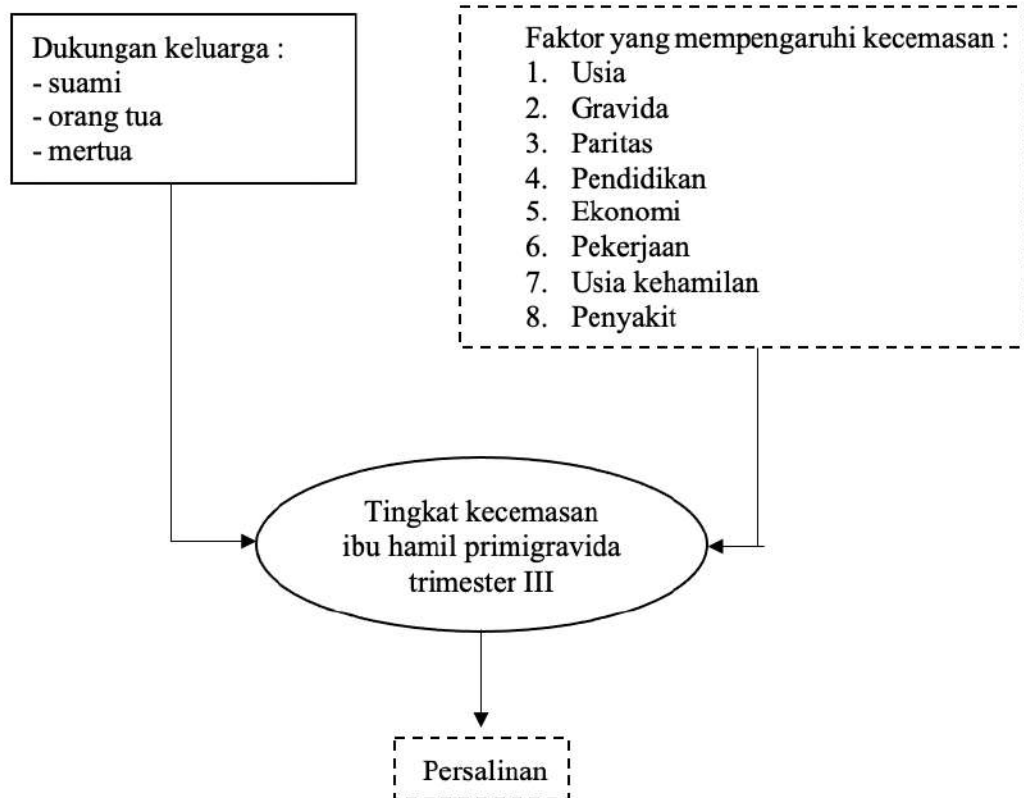 Dukungan keluarga :
- suami
- orang tua
- mertua
Faktor yang mempengaruhi kecemasan :
1. Usia
2. Gravida
3. Paritas
4. Pendidikan
5. Ekonomi
6. Pekerjaan
7. Usia kehamilan
8. Penyakit
Tingkat kecemasan
ibu hamil primigravida
trimester III
Persalinan